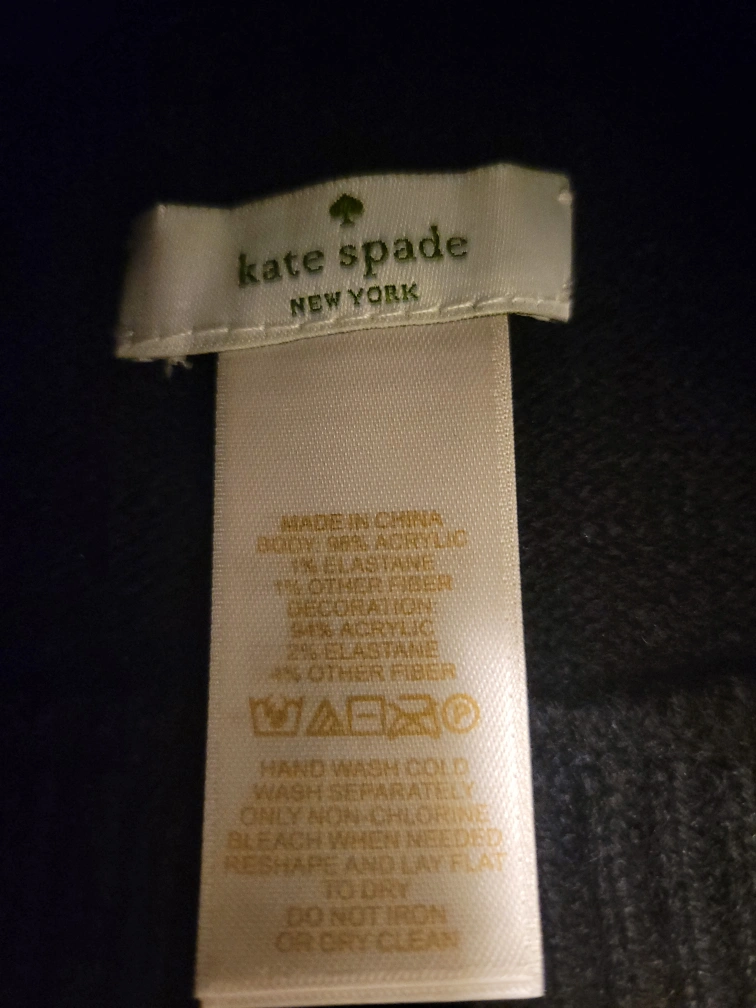 kate spade
NEW YORK
MADE IN CHINA
BODY: 98% ACRYLIC
1% ELASTANE
1% OTHER FIBER
DECORATION:
94% ACRYLIC
2% ELASTANE
4% OTHER FIBER
P
HAND WASH COLD
WASH SEPARATELY
ONLY NON-CHLORINE
BLEACH WHEN NEEDED
RESHAPE AND LAY FLAT
TO DRY
DO NOT IRON
OR DRY CLEAN